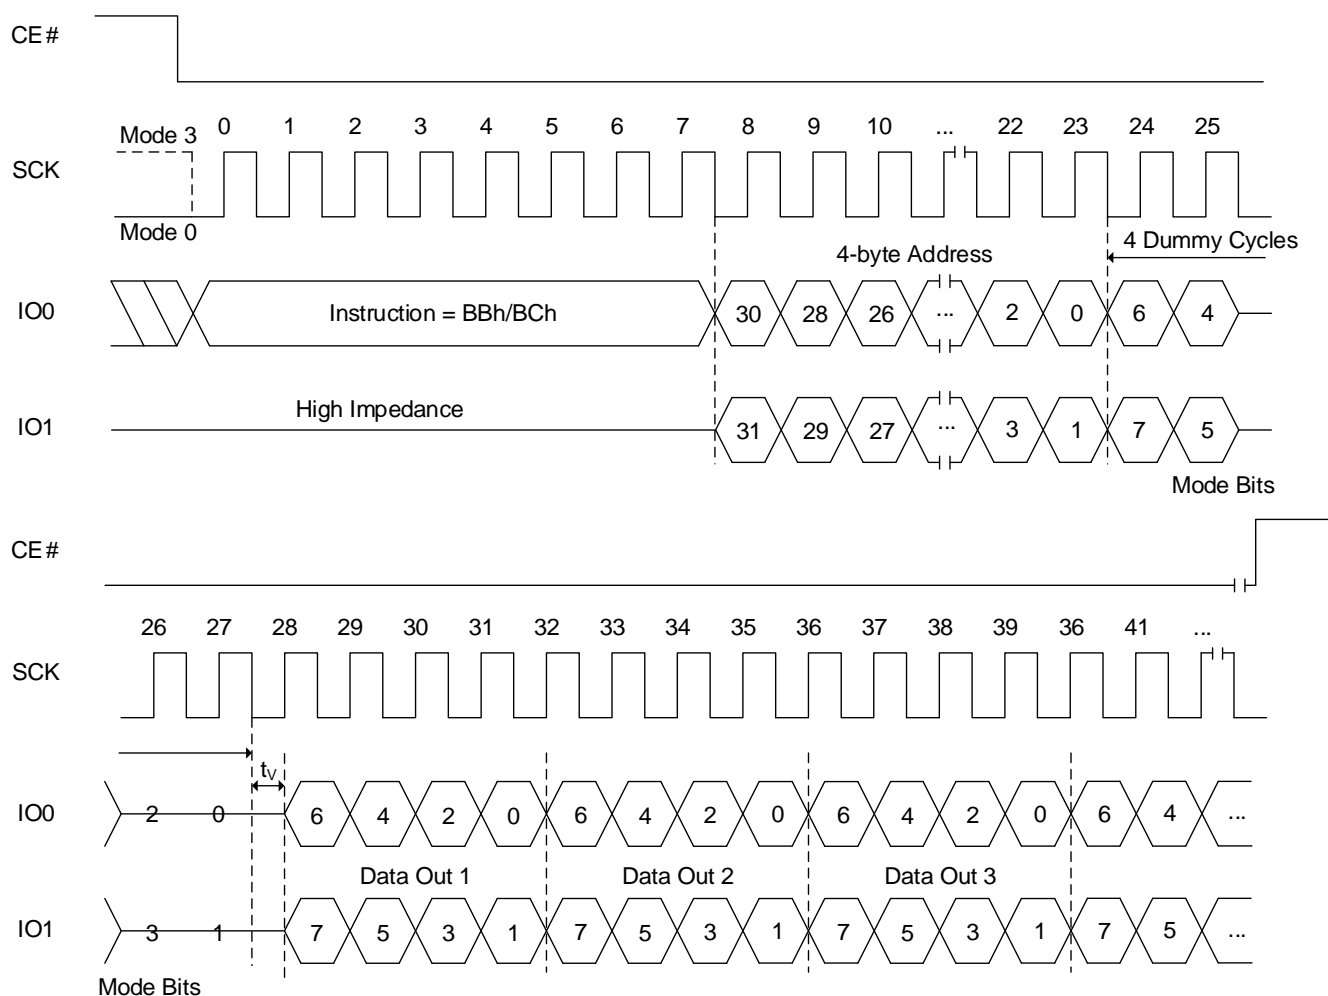 CE#
Mode 3 0 1 2 3 4 5 6 7 8 9 10 ... 22 23 24 25
SCK
Mode 0
4-byte Address 4 Dummy Cycles
IO0 Instruction = BBh/BCh 30 28 26 ... 2 0 6 4
High Impedance
IO1 31 29 27 ... 3 1 7 5
Mode Bits
CE#
26 27 28 29 30 31 32 33 34 35 36 37 38 39 36 41 ...
SCK
tV
IO0 2 0 6 4 2 0 6 4 2 0 6 4 2 0 6 4 ...
Data Out 1 Data Out 2 Data Out 3
IO1 3 1 7 5 3 1 7 5 3 1 7 5 3 1 7 5 ...
Mode Bits